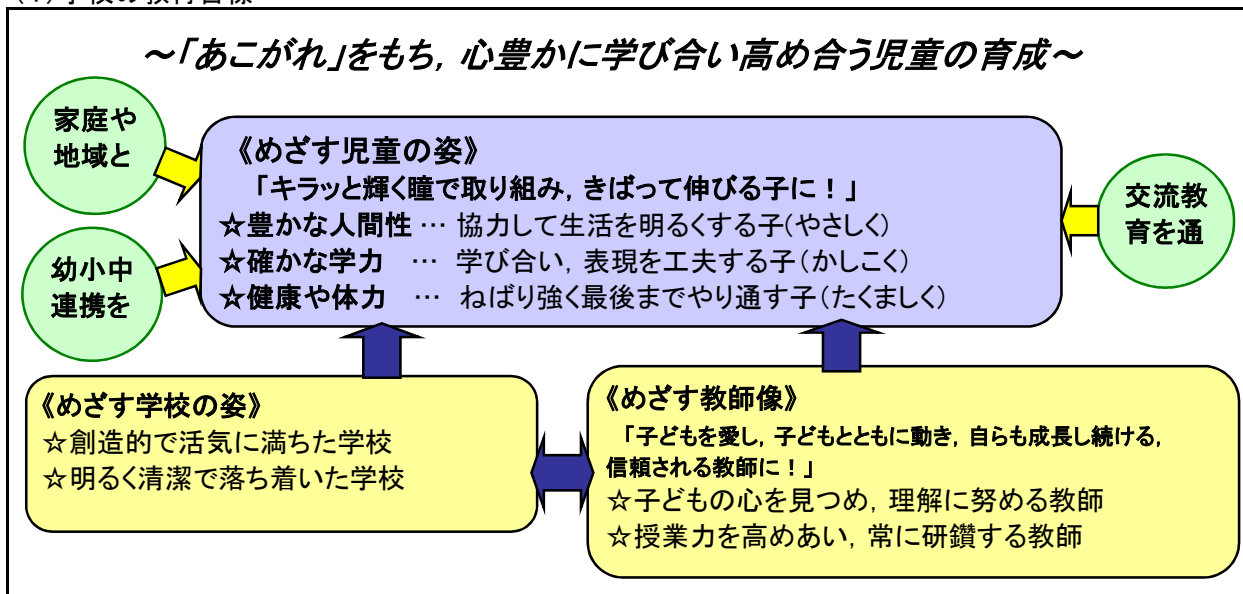 (1)学校の教育目標
～「あこがれ」をもち，心豊かに学び合い高め合う児童の育成～
家庭や
地域と
幼小中
連携を
《めざす児童の姿》
「キラッと輝く瞳で取り組み，きばって伸びる子に！」
☆豊かな人間性 … 協力して生活を明るくする子(やさしく)
☆確かな学力 … 学び合い，表現を工夫する子(かしこく)
☆健康や体力 … ねばり強く最後までやり通す子(たくましく)
交流教
育を通
《めざす学校の姿》
☆創造的で活気に満ちた学校
☆明るく清潔で落ち着いた学校
《めざす教師像》
「子どもを愛し，子どもとともに動き，自らも成長し続ける，
信頼される教師に！」
☆子どもの心を見つめ，理解に努める教師
☆授業力を高めあい，常に研鑽する教師